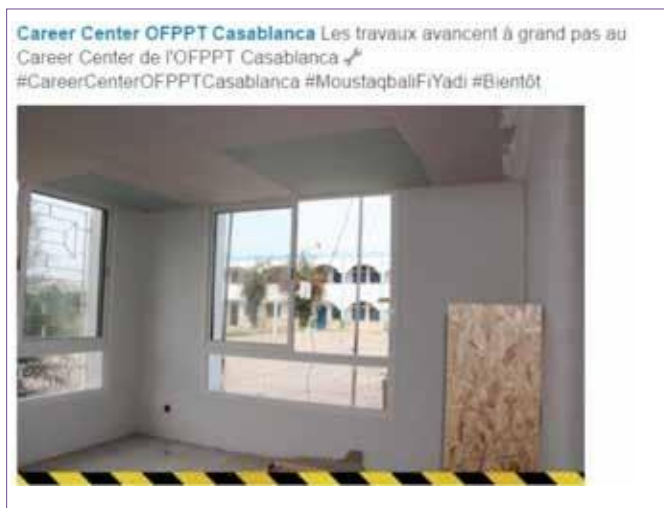 Career Center OFPPT Casablanca Les travaux avancent à grand pas au
Career Center de l'OFPPT Casablanca 🔧
#CareerCenterOFPPTCasablanca #MoustaqbaliFiYadi #Bientôt